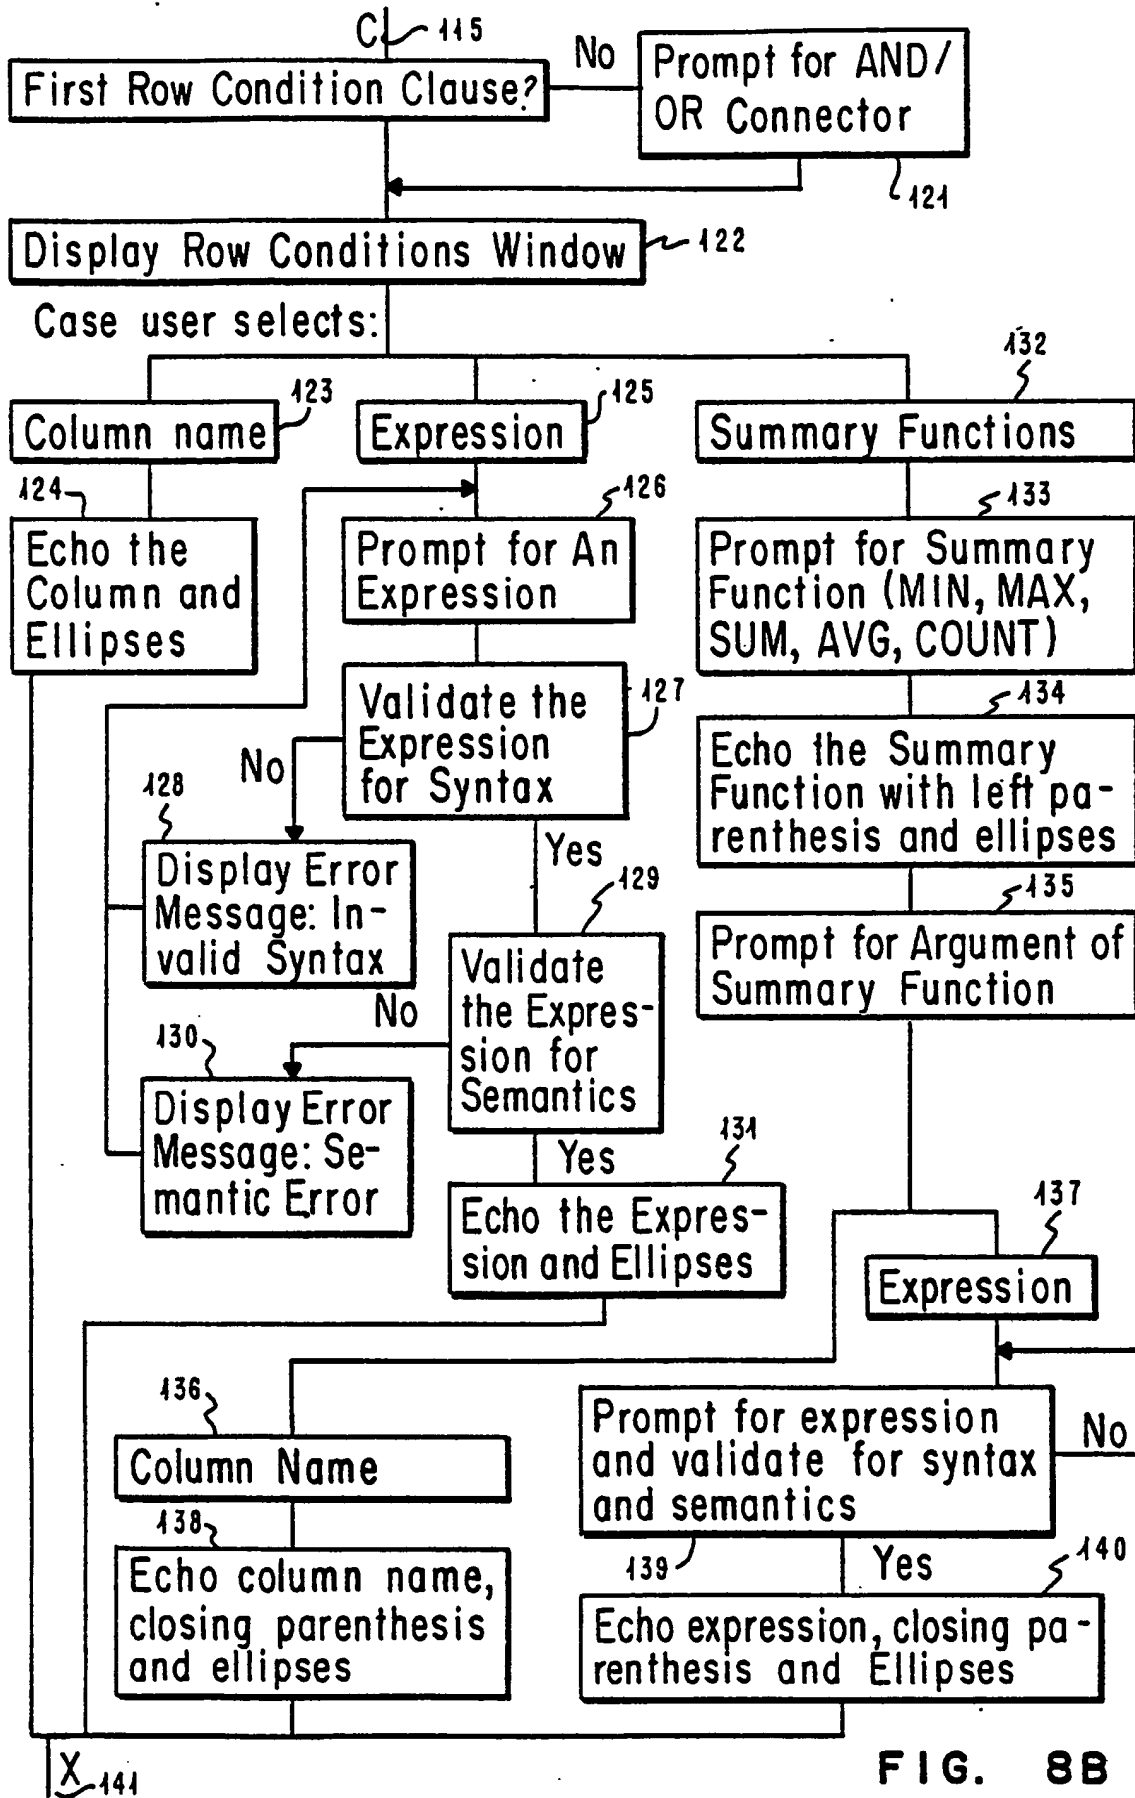 C 115
First Row Condition Clause?
No
Prompt for AND/
OR Connector
121
Display Row Conditions Window
122
Case user selects:
123
Column name
125
Expression
132
Summary Functions
124
Echo the
Column and
Ellipses
126
Prompt for An
Expression
133
Prompt for Summary
Function (MIN, MAX,
SUM, AVG, COUNT)
127
Validate the
Expression
for Syntax
No
Yes
134
Echo the Summary
Function with left pa-
renthesis and ellipses
128
Display Error
Message: In-
valid Syntax
129
Validate
the Expres-
sion for
Semantics
No
Yes
135
Prompt for Argument of
Summary Function
130
Display Error
Message: Se-
mantic Error
131
Echo the Expres-
sion and Ellipses
137
Expression
136
Column Name
Prompt for expression
and validate for syntax
and semantics
No
139
Yes
138
Echo column name,
closing parenthesis
and ellipses
140
Echo expression, closing pa-
renthesis and Ellipses
X 141
FIG. 8B